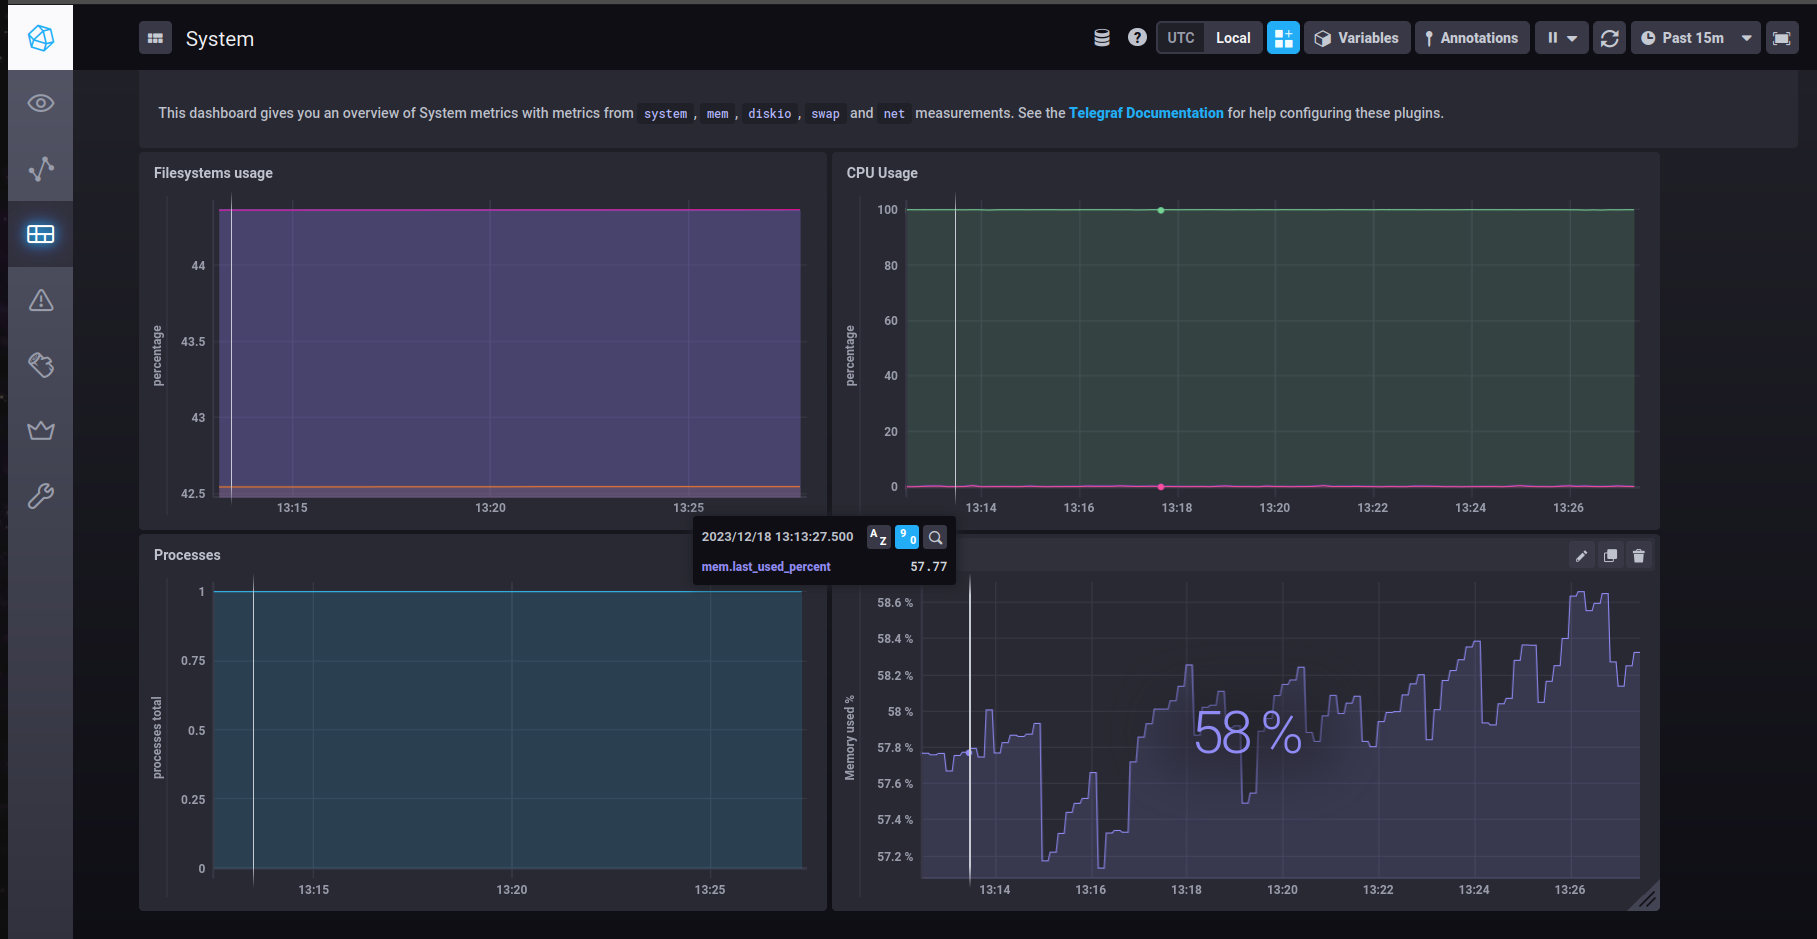 System
UTC Local Variables Annotations Past 15m
This dashboard gives you an overview of System metrics with metrics from system , mem , diskio , swap and net measurements. See the Telegraf Documentation for help configuring these plugins.
Filesystems usage
percentage
44
43.5
43
42.5
13:15 13:20 13:25
CPU Usage
percentage
100
80
60
40
20
0
13:14 13:16 13:18 13:20 13:22 13:24 13:26
2023/12/18 13:13:27.500 A Z 9 0
mem.last_used_percent 57.77
Processes
processes total
1
0.75
0.5
0.25
0
13:15 13:20 13:25
Memory used %
58.6 %
58.4 %
58.2 %
58 %
57.8 %
57.6 %
57.4 %
57.2 %
58 %
13:14 13:16 13:18 13:20 13:22 13:24 13:26